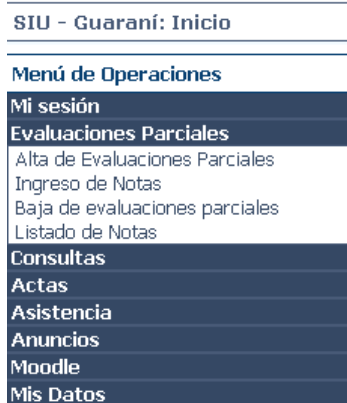 SIU - Guaraní: Inicio
Menú de Operaciones
Mi sesión
Evaluaciones Parciales
Alta de Evaluaciones Parciales
Ingreso de Notas
Baja de evaluaciones parciales
Listado de Notas
Consultas
Actas
Asistencia
Anuncios
Moodle
Mis Datos